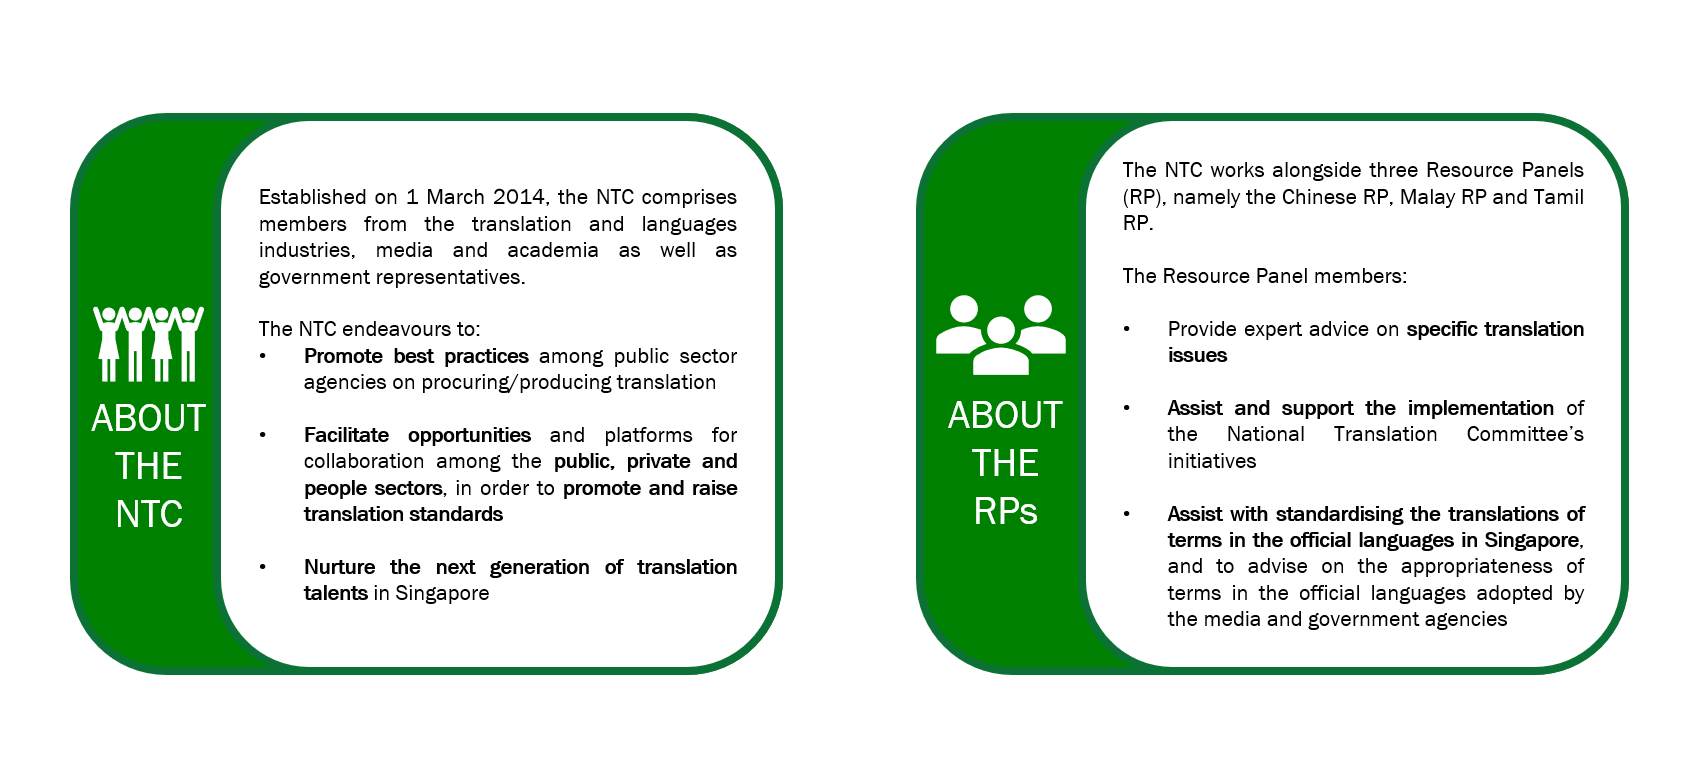 ABOUT
THE
NTC
Established on 1 March 2014, the NTC comprises
members from the translation and languages
industries, media and academia as well as
government representatives.
The NTC endeavours to:
• Promote best practices among public sector
agencies on procuring/producing translation
• Facilitate opportunities and platforms for
collaboration among the public, private and
people sectors, in order to promote and raise
translation standards
• Nurture the next generation of translation
talents in Singapore
ABOUT
THE
RPs
The NTC works alongside three Resource Panels
(RP), namely the Chinese RP, Malay RP and Tamil
RP.
The Resource Panel members:
• Provide expert advice on specific translation
issues
• Assist and support the implementation of
the National Translation Committee’s
initiatives
• Assist with standardising the translations of
terms in the official languages in Singapore,
and to advise on the appropriateness of
terms in the official languages adopted by
the media and government agencies